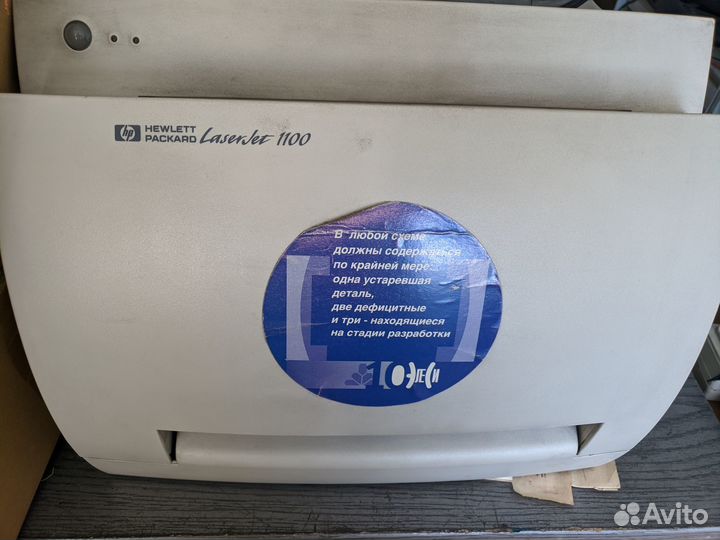 hp HEWLETT PACKARD LaserJet 1100
В любой схеме
должны содержаться
по крайней мере:
одна устаревшая
деталь,
две дефицитные
и три - находящиеся
на стадии разработки
Avito